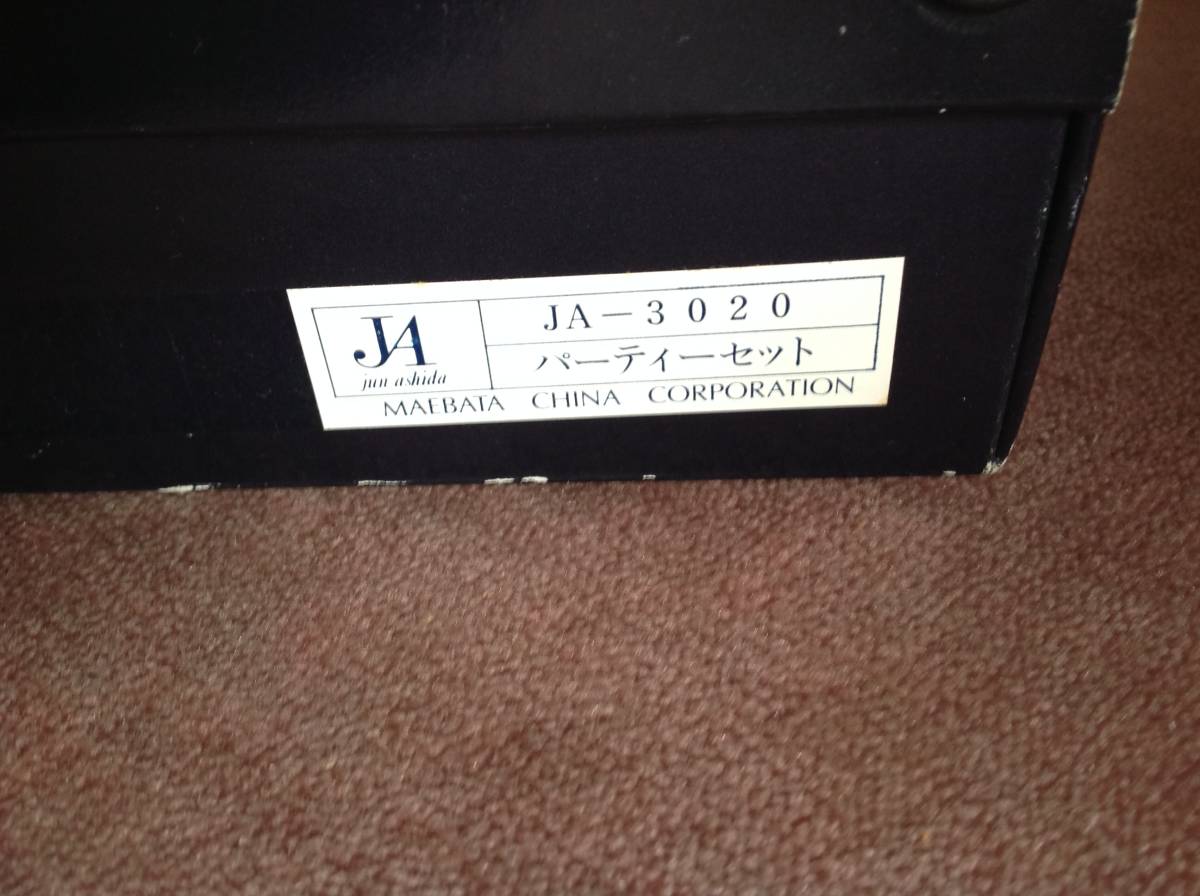 JA
jun ashida
JA-3020
パーティーセット
MAEBATA CHINA CORPORATION